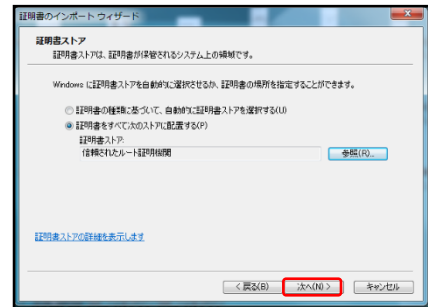 証明書のインポート ウィザード
証明書ストア
証明書ストアは、証明書が保管されるシステム上の領域です。
Windows に証明書ストアを自動的に選択させるか、証明書の場所を指定することができます。
証明書の種類に基づいて、自動的に証明書ストアを選択する(U)
証明書をすべて次のストアに配置する(P)
証明書ストア:
信頼されたルート証明機関
参照(R)...
証明書ストアの詳細を表示します
< 戻る(B)
次へ(N) >
キャンセル